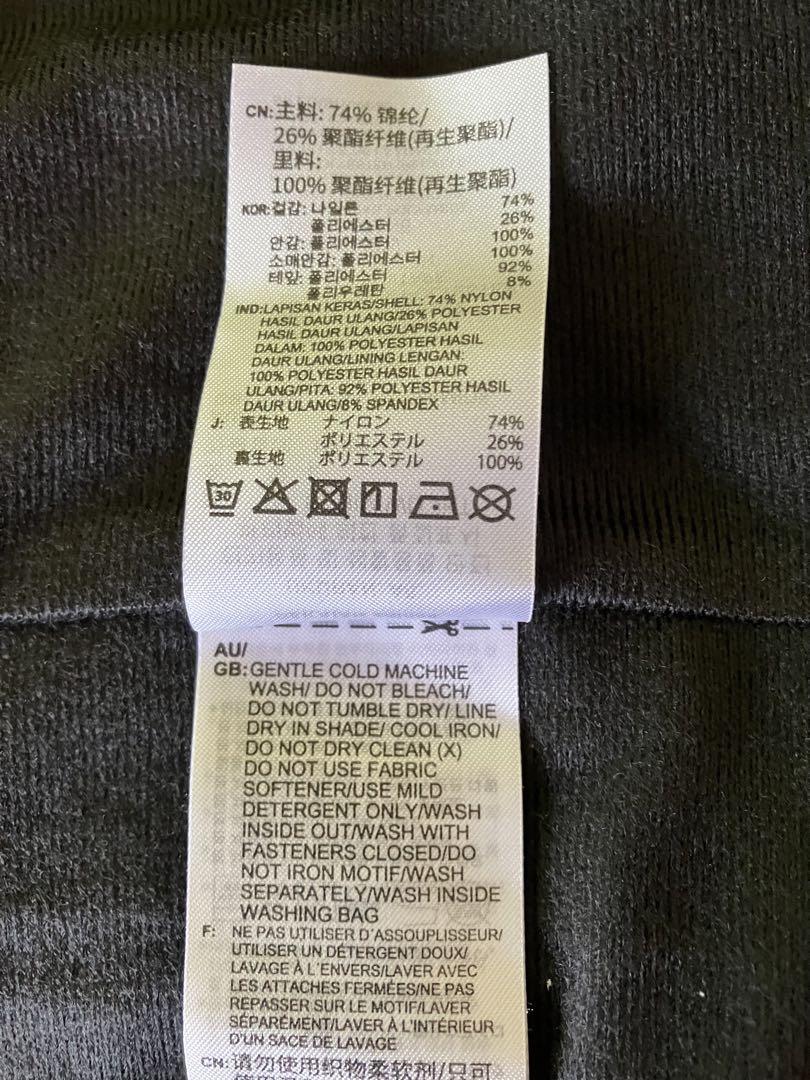 CN:主料: 74% 锦纶/
26% 聚酯纤维(再生聚酯)/
里料:
100% 聚酯纤维(再生聚酯)
KOR:겉감: 나일론 74%
폴리에스터 26%
안감: 폴리에스터 100%
소매안감: 폴리에스터 100%
테잎: 폴리에스터 92%
폴리우레탄 8%
IND:LAPISAN KERAS/SHELL: 74% NYLON
HASIL DAUR ULANG/26% POLYESTER
HASIL DAUR ULANG/LAPISAN
DALAM: 100% POLYESTER HASIL
DAUR ULANG/LINING LENGAN:
100% POLYESTER HASIL DAUR
ULANG/PITA: 92% POLYESTER HASIL
DAUR ULANG/8% SPANDEX
J: 表生地 ナイロン 74%
ポリエステル 26%
裏生地 ポリエステル 100%
30
AU/
GB:GENTLE COLD MACHINE
WASH/ DO NOT BLEACH/
DO NOT TUMBLE DRY/ LINE
DRY IN SHADE/ COOL IRON/
DO NOT DRY CLEAN (X)
DO NOT USE FABRIC
SOFTENER/USE MILD
DETERGENT ONLY/WASH
INSIDE OUT/WASH WITH
FASTENERS CLOSED/DO
NOT IRON MOTIF/WASH
SEPARATELY/WASH INSIDE
WASHING BAG
F: NE PAS UTILISER D'ASSOUPLISSEUR/
UTILISER UN DÉTERGENT DOUX/
LAVAGE À L'ENVERS/LAVER AVEC
LES ATTACHES FERMÉES/NE PAS
REPASSER SUR LE MOTIF/LAVER
SÉPARÉMENT/LAVER À L'INTÉRIEUR
D'UN SACE DE LAVAGE
CN:请勿使用织物柔软剂/只可